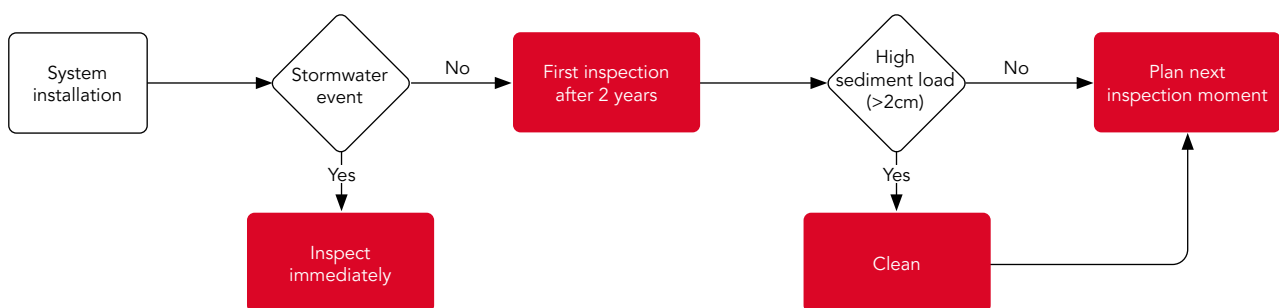 System
installation
Stormwater
event
No
Yes
Inspect
immediately
First inspection
after 2 years
High
sediment load
(>2cm)
No
Yes
Clean
Plan next
inspection moment